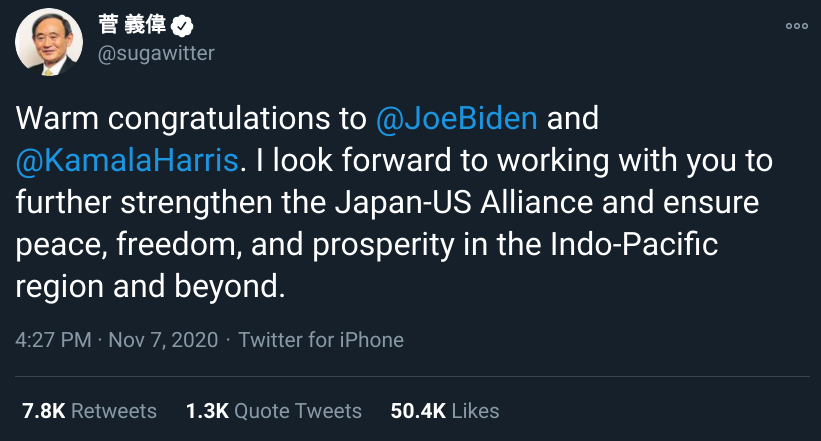 菅 義偉
@sugawitter
Warm congratulations to @JoeBiden and
@KamalaHarris. I look forward to working with you to
further strengthen the Japan-US Alliance and ensure
peace, freedom, and prosperity in the Indo-Pacific
region and beyond.
4:27 PM · Nov 7, 2020 · Twitter for iPhone
7.8K Retweets 1.3K Quote Tweets 50.4K Likes